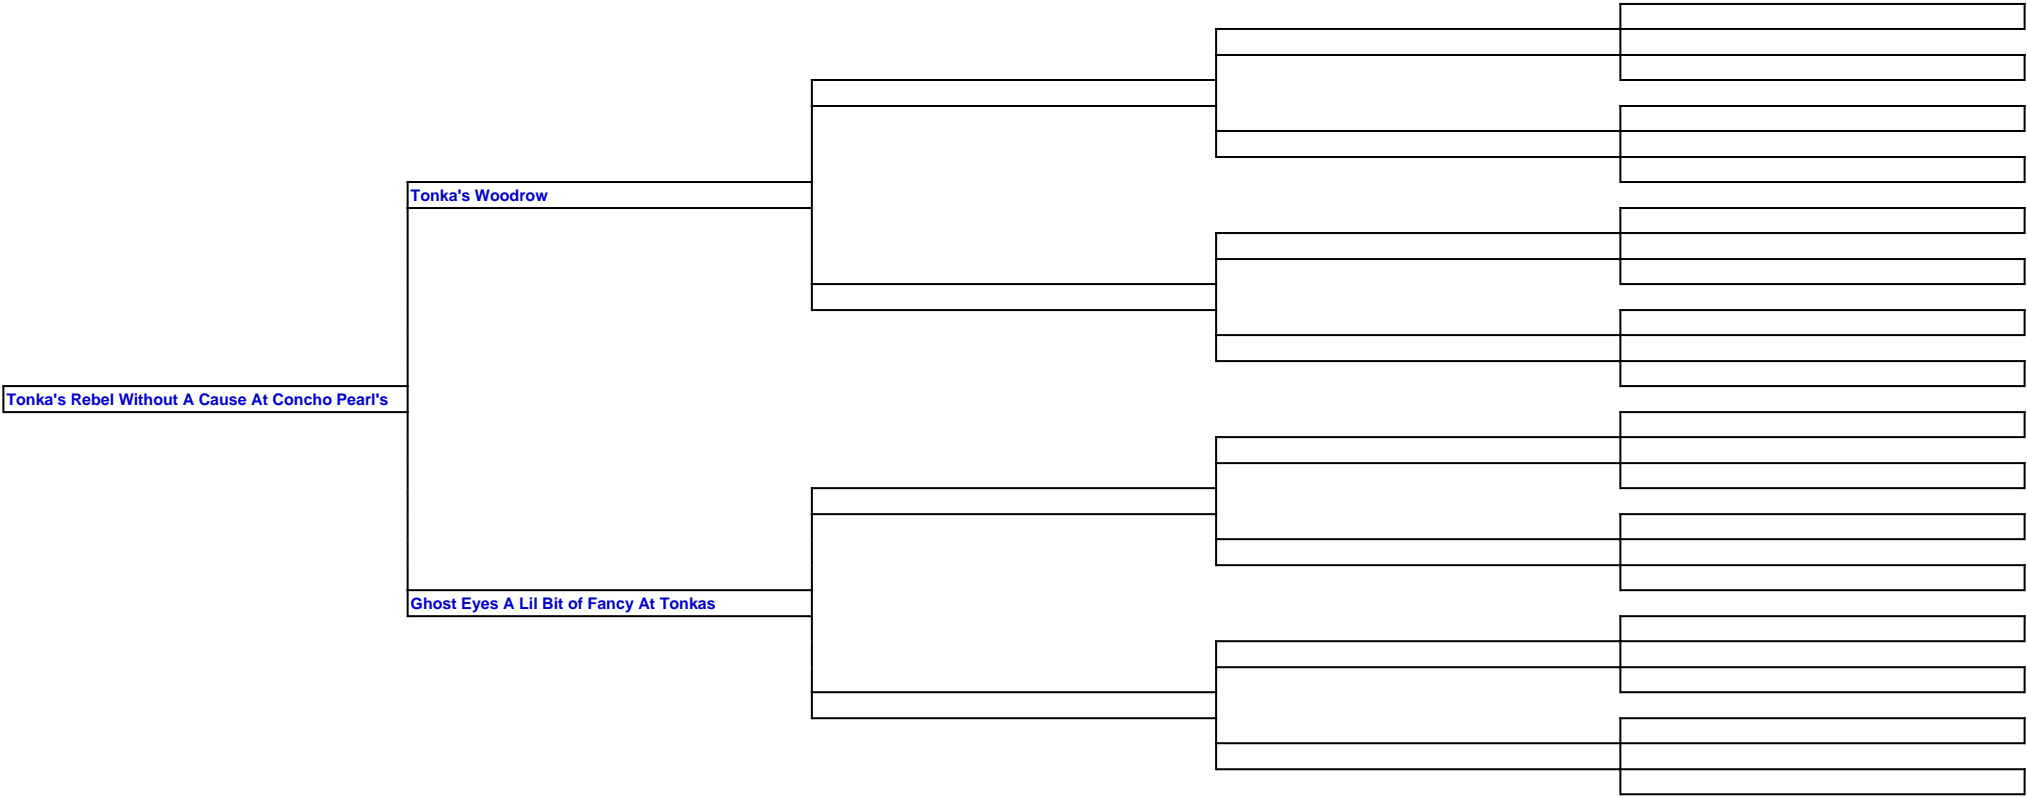 Tonka's Woodrow
Tonka's Rebel Without A Cause At Concho Pearl's
Ghost Eyes A Lil Bit of Fancy At Tonkas